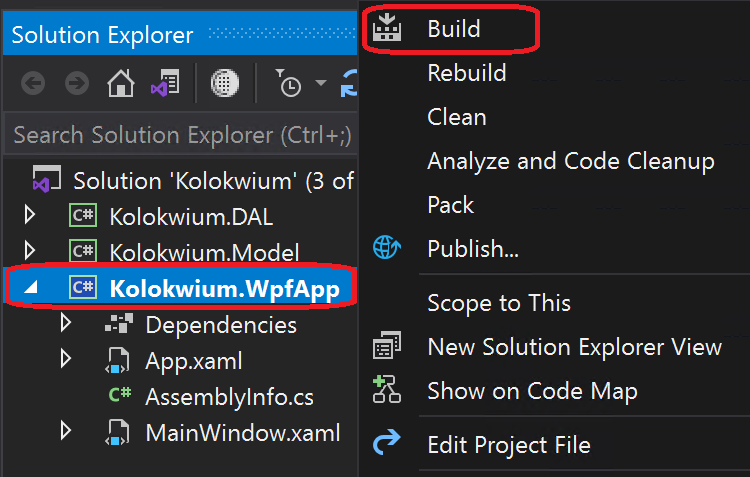 Solution Explorer
Search Solution Explorer (Ctrl+;)
Solution 'Kolokwium' (3 of
C# Kolokwium.DAL
C# Kolokwium.Model
C# Kolokwium.WpfApp
Dependencies
App.xaml
C# AssemblyInfo.cs
MainWindow.xaml
Build
Rebuild
Clean
Analyze and Code Cleanup
Pack
Publish...
Scope to This
New Solution Explorer View
Show on Code Map
Edit Project File